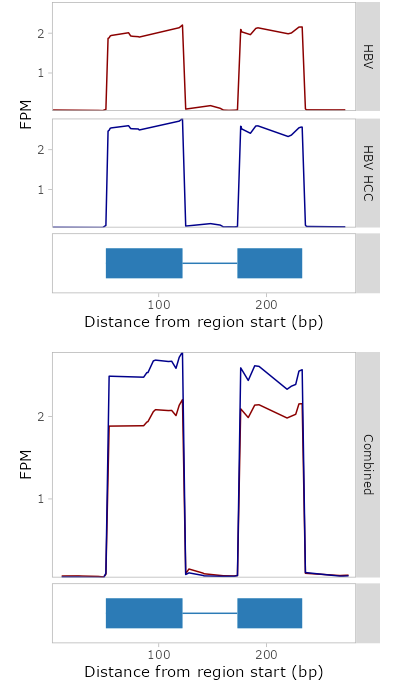 2
1
HBV
FPM
2
1
HBV HCC
100 200
Distance from region start (bp)
2
1
FPM
Combined
100 200
Distance from region start (bp)